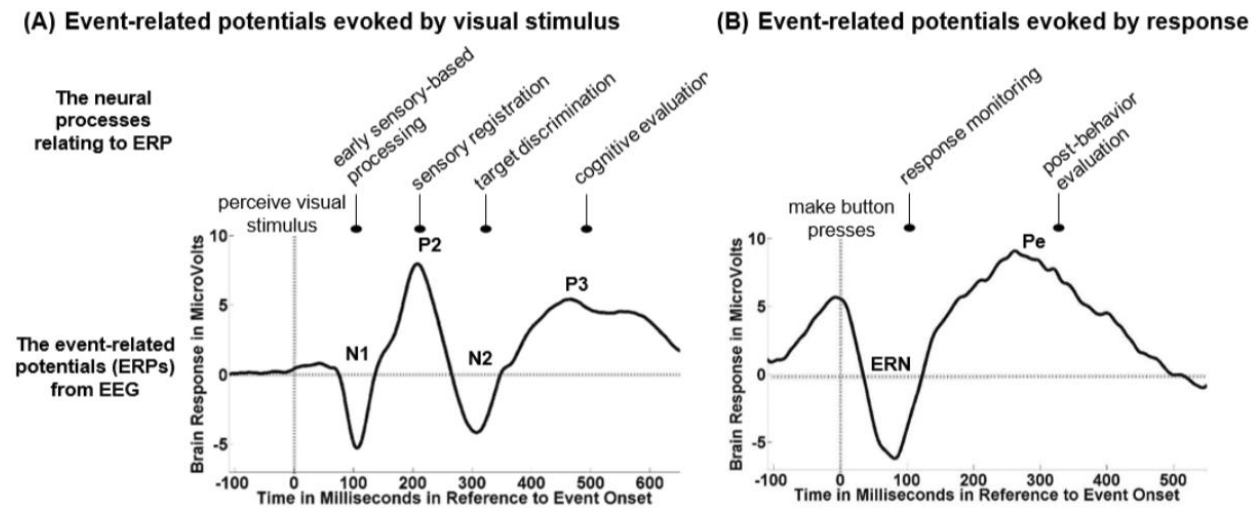 (A) Event-related potentials evoked by visual stimulus
The neural
processes
relating to ERP
early sensory-based
processing
sensory registration
target discrimination
cognitive evaluation
perceive visual
stimulus
Brain Response in MicroVolts
10
5
0
-5
N1
P2
N2
P3
The event-related
potentials (ERPs)
from EEG
-100 0 100 200 300 400 500 600
Time in Milliseconds in Reference to Event Onset
(B) Event-related potentials evoked by response
response monitoring
post-behavior
evaluation
make button
presses
Brain Response in MicroVolts
10
5
0
-5
ERN
Pe
-100 0 100 200 300 400 500
Time in Milliseconds in Reference to Event Onset